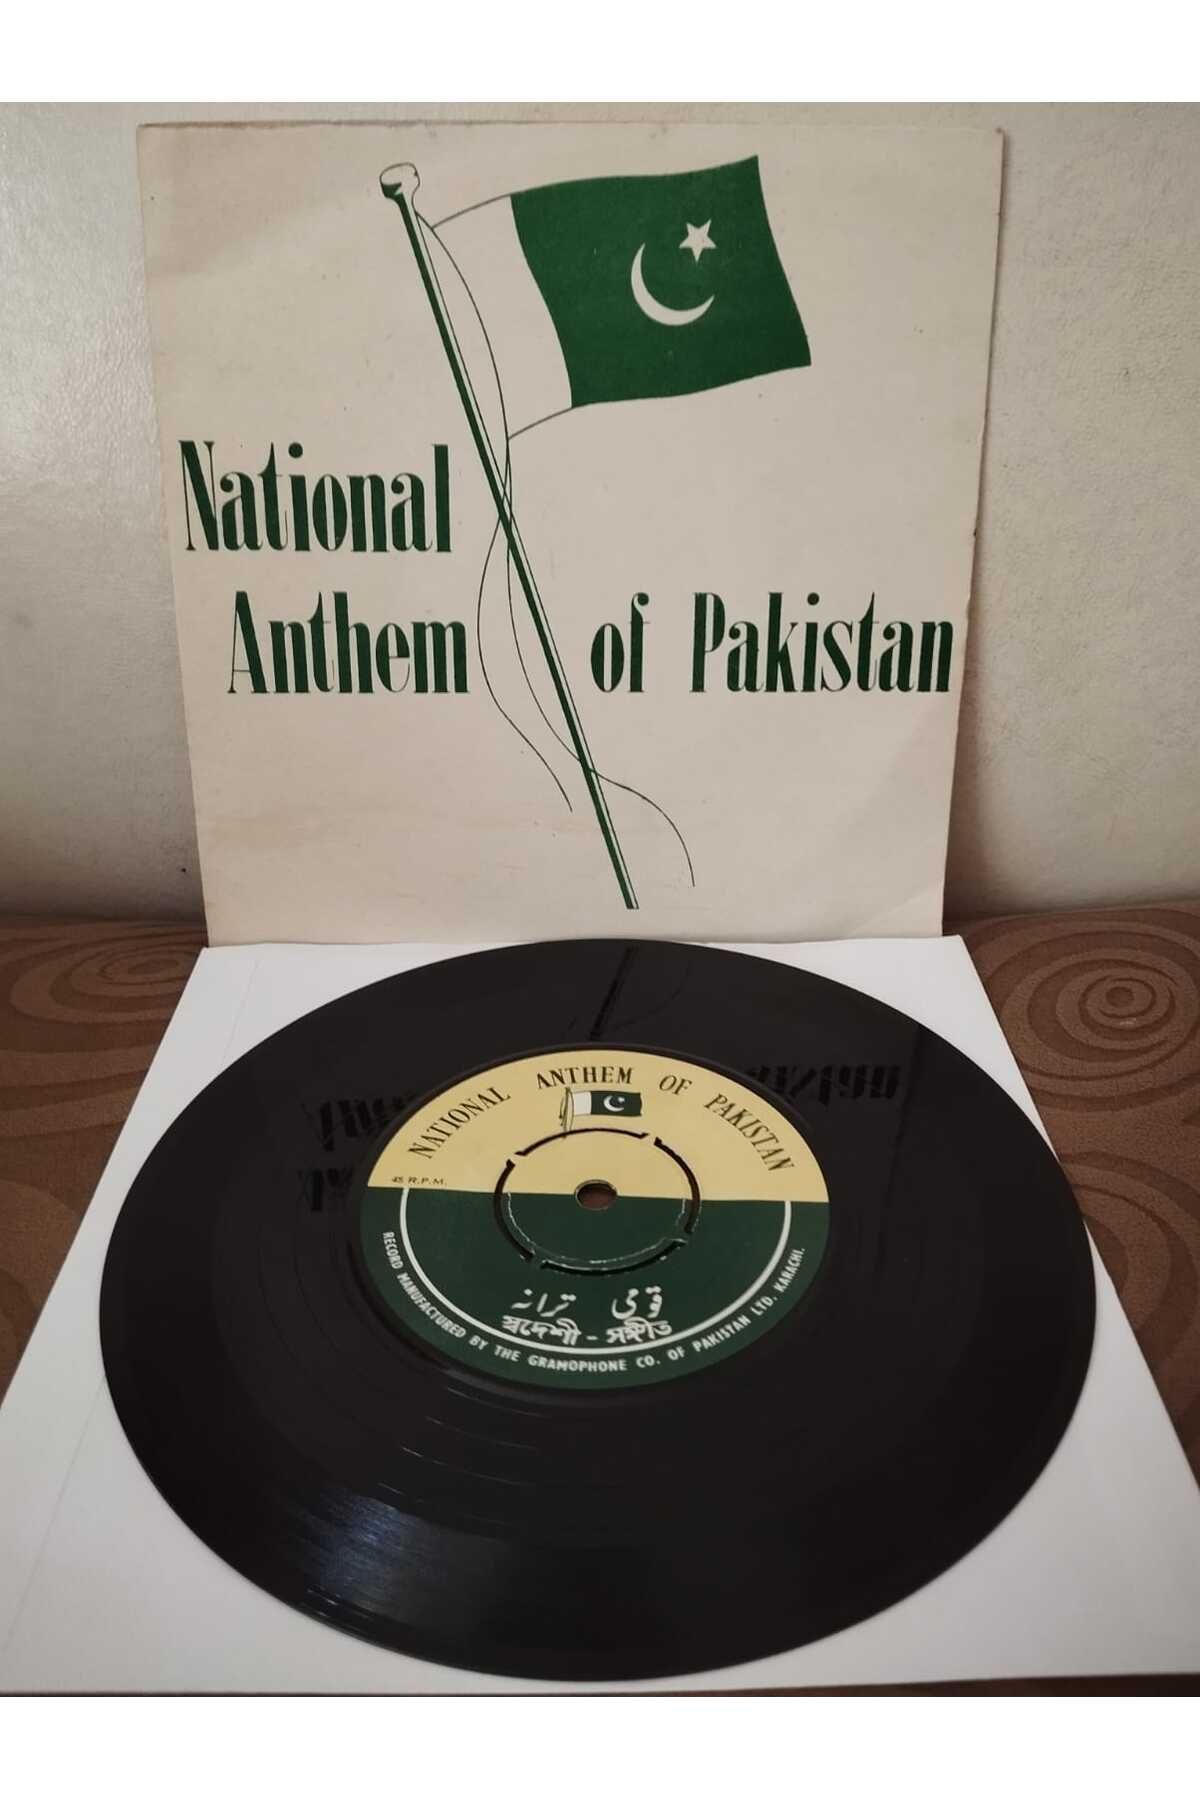 National
Anthem of Pakistan
NATIONAL ANTHEM OF PAKISTAN
45 R.P.M.
قومی ترانہ
স্বদেশী - সঙ্গীত
RECORD MANUFACTURED BY THE GRAMOPHONE CO. OF PAKISTAN LTD. KARACHI.